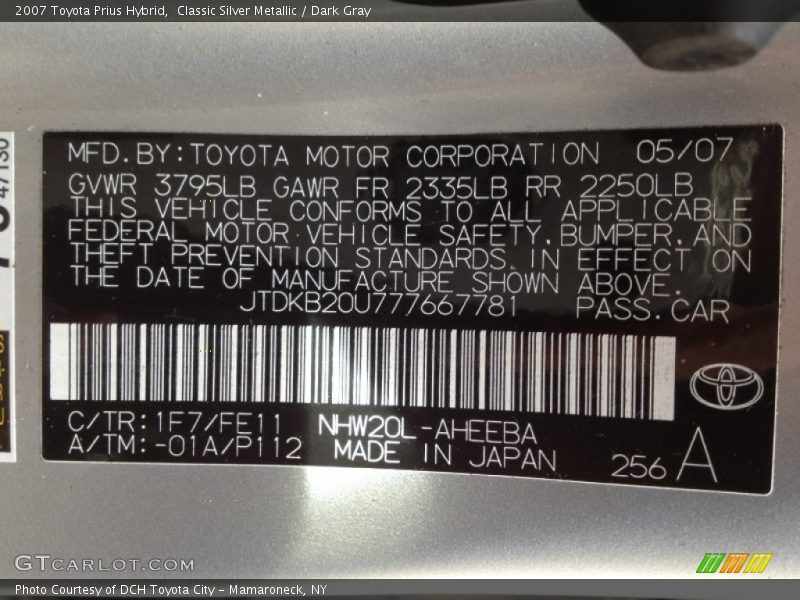 2007 Toyota Prius Hybrid,  Classic Silver Metallic / Dark Gray
47130
MFD.BY:TOYOTA MOTOR CORPORATION 05/07
GVWR 3795LB GAWR FR 2335LB RR 2250LB
THIS VEHICLE CONFORMS TO ALL APPLICABLE
FEDERAL MOTOR VEHICLE SAFETY,BUMPER,AND
THEFT PREVENTION STANDARDS IN EFFECT ON
THE DATE OF MANUFACTURE SHOWN ABOVE.
JTDKB20U777667781 PASS.CAR
C/TR:1F7/FE11 NHW20L-AHEEBA
A/TM:-01A/P112 MADE IN JAPAN 256 A
GTCARLOT.COM
Photo Courtesy of DCH Toyota City - Mamaroneck, NY